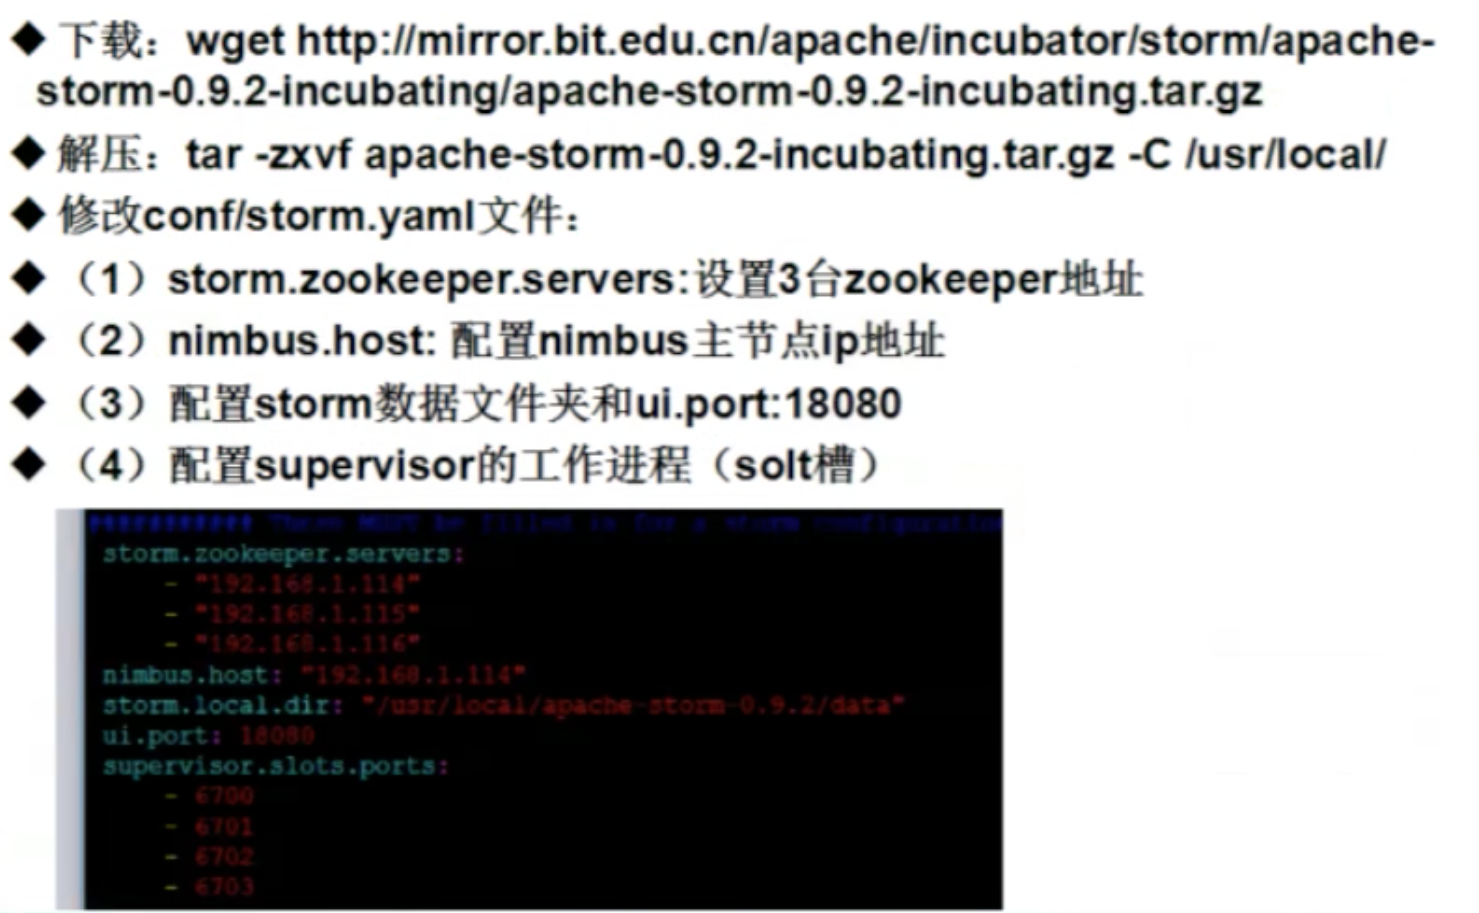 ◆ 下载：wget http://mirror.bit.edu.cn/apache/incubator/storm/apache-
storm-0.9.2-incubating/apache-storm-0.9.2-incubating.tar.gz
◆ 解压：tar -zxvf apache-storm-0.9.2-incubating.tar.gz -C /usr/local/
◆ 修改conf/storm.yaml文件：
◆（1）storm.zookeeper.servers:设置3台zookeeper地址
◆（2）nimbus.host: 配置nimbus主节点ip地址
◆（3）配置storm数据文件夹和ui.port:18080
◆（4）配置supervisor的工作进程（solt槽）
########### These MUST be filled in for a storm configuration
storm.zookeeper.servers:
- "192.168.1.114"
- "192.168.1.115"
- "192.168.1.116"
nimbus.host: "192.168.1.114"
storm.local.dir: "/usr/local/apache-storm-0.9.2/data"
ui.port: 18080
supervisor.slots.ports:
- 6700
- 6701
- 6702
- 6703